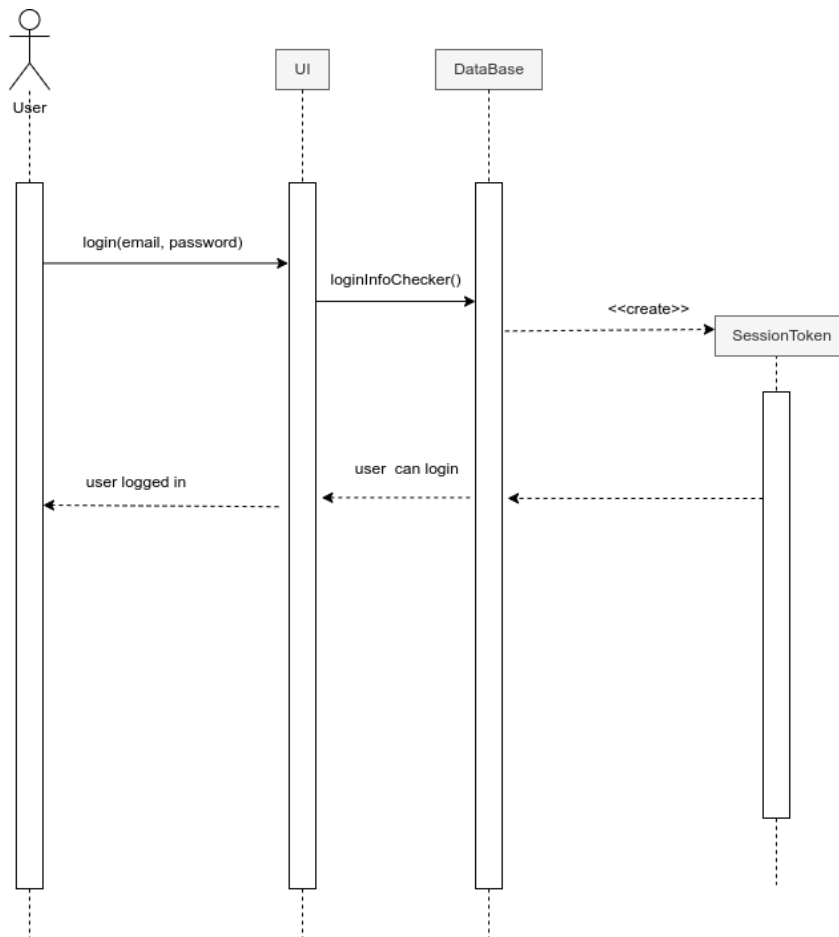 UI
DataBase
User
login(email, password)
loginInfoChecker()
<<create>>
SessionToken
user can login
user logged in